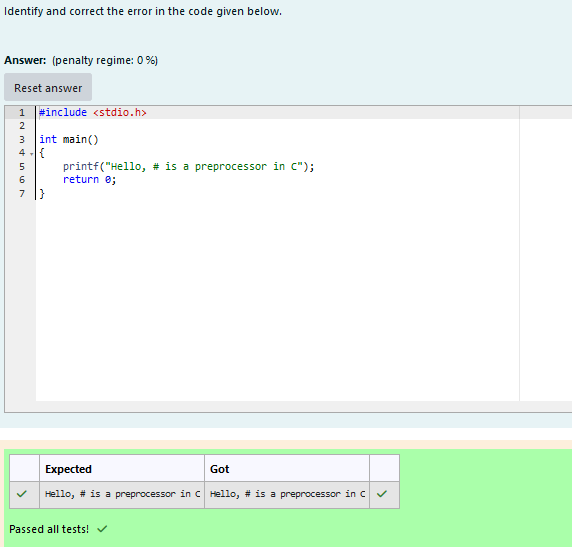 Identify and correct the error in the code given below.
Answer: (penalty regime: 0 %)
Reset answer
1 #include <stdio.h>
2
3 int main()
4 {
5     printf("Hello, # is a preprocessor in C");
6     return 0;
7 }
Expected Got
Hello, # is a preprocessor in C Hello, # is a preprocessor in C
Passed all tests!